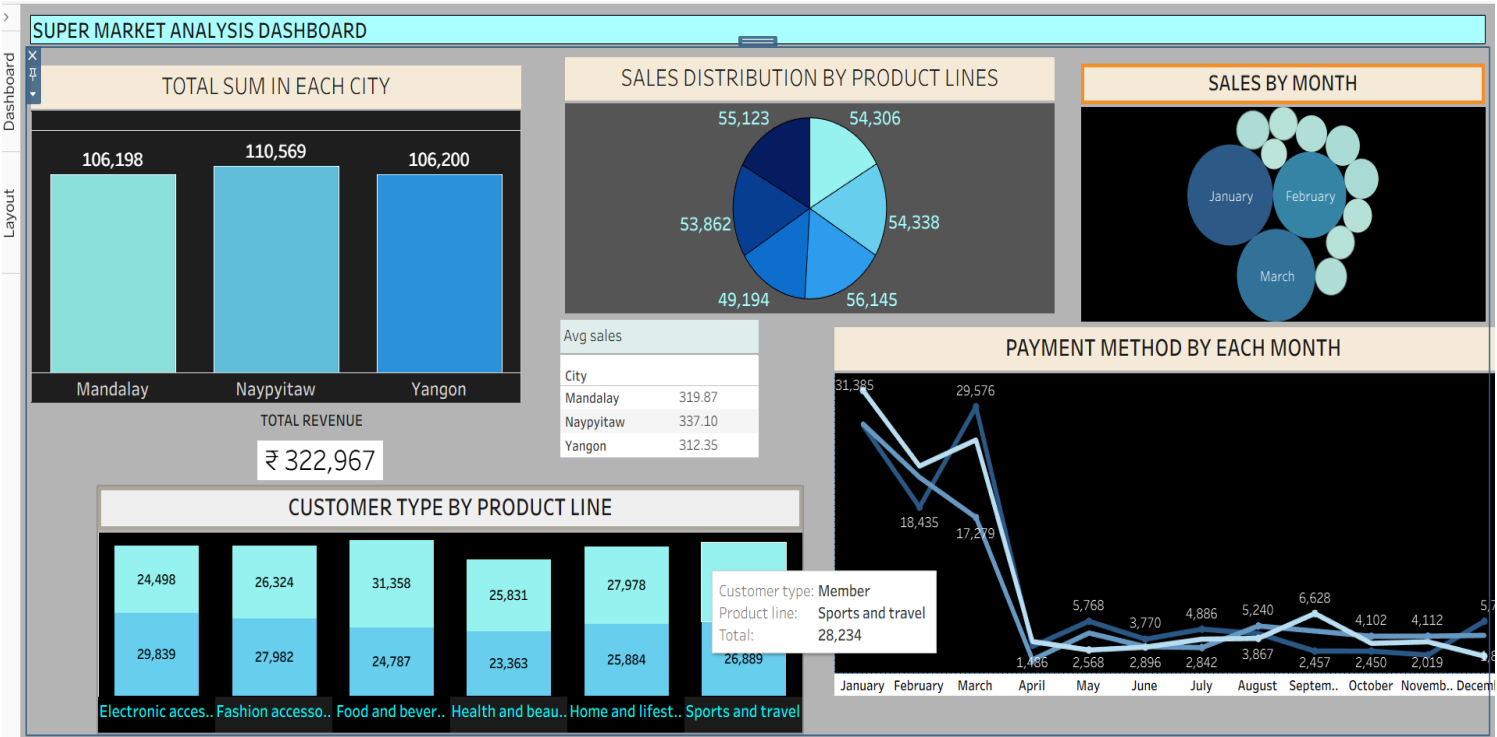 SUPER MARKET ANALYSIS DASHBOARD
Dashboard
Layout
TOTAL SUM IN EACH CITY
106,198
110,569
106,200
Mandalay
Naypyitaw
Yangon
TOTAL REVENUE
₹ 322,967
SALES DISTRIBUTION BY PRODUCT LINES
55,123
54,306
53,862
54,338
49,194
56,145
Avg sales
City
Mandalay 319.87
Naypyitaw 337.10
Yangon 312.35
SALES BY MONTH
January
February
March
PAYMENT METHOD BY EACH MONTH
31,385
29,576
18,435
17,279
5,768
3,770
4,886
5,240
6,628
4,102
4,112
2,568
2,896
2,842
3,867
2,457
2,450
2,019
January February March April May June July August Septem.. October Novemb..
CUSTOMER TYPE BY PRODUCT LINE
24,498
26,324
31,358
25,831
27,978
29,839
27,982
24,787
23,363
25,884
26,889
Customer type: Member
Product line: Sports and travel
Total: 28,234
Electronic acces.. Fashion accesso.. Food and bever.. Health and beau.. Home and lifest.. Sports and travel